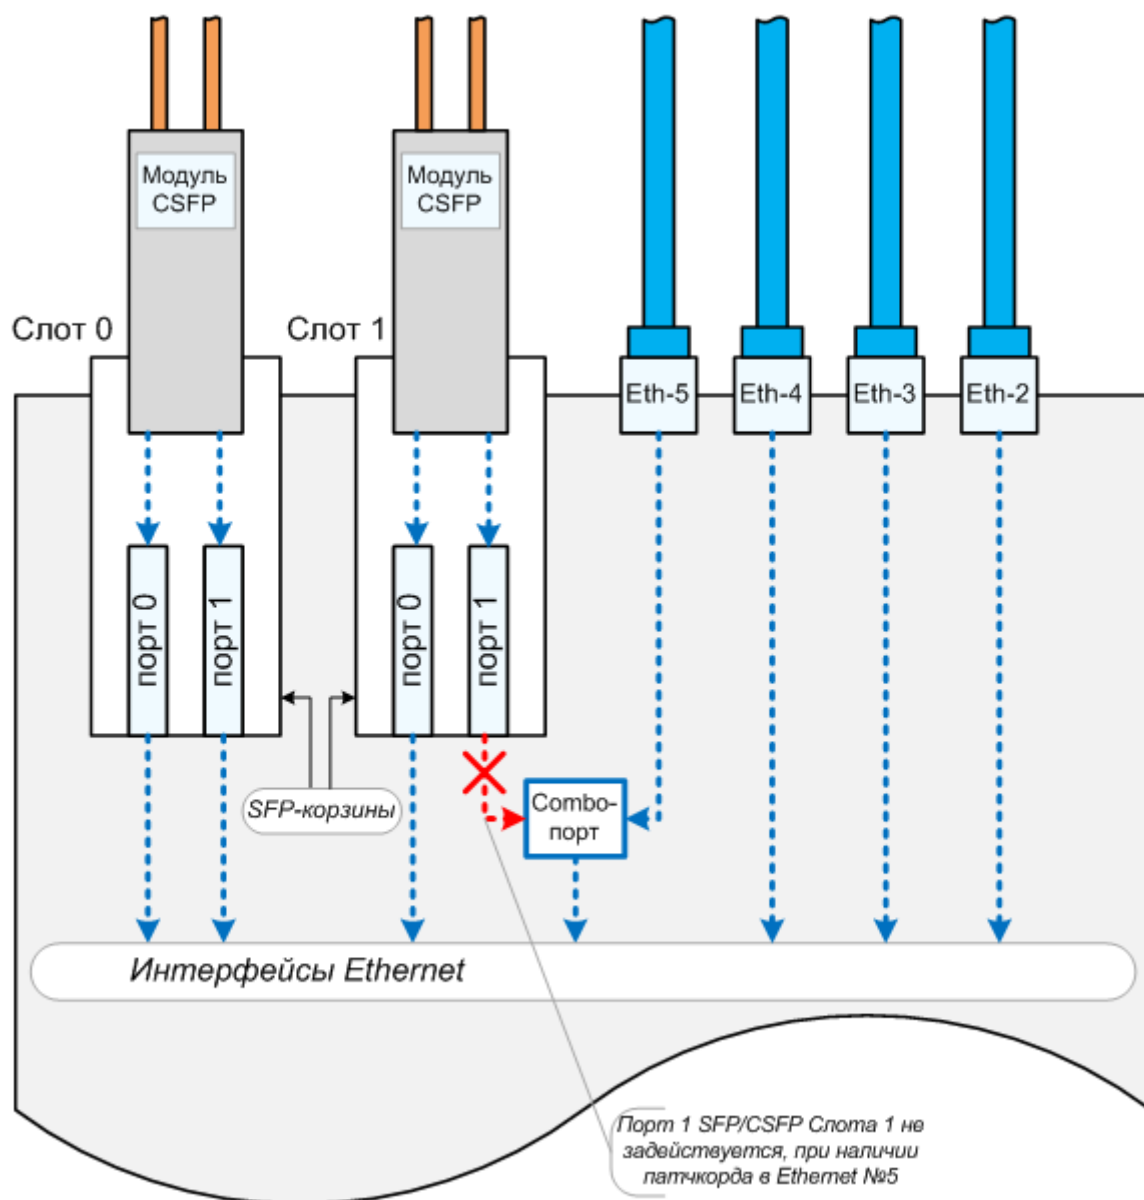 Модуль
CSFP
Модуль
CSFP
Слот 0
Слот 1
Eth-5
Eth-4
Eth-3
Eth-2
порт 0
порт 1
порт 0
порт 1
SFP-корзины
Combo-
порт
Интерфейсы Ethernet
Порт 1 SFP/CSFP Слота 1 не
задействуется, при наличии
патчкорда в Ethernet №5